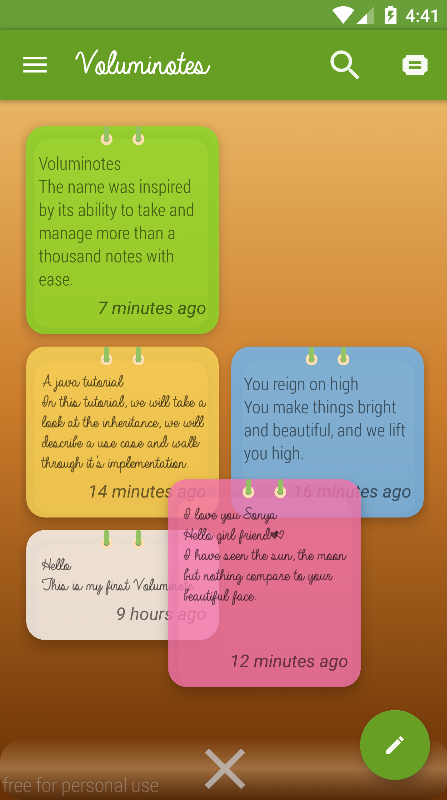 4:41
Voluminotes
Voluminotes
The name was inspired
by its ability to take and
manage more than a
thousand notes with
ease.
7 minutes ago
A java tutorial
In this tutorial, we will take a
look at the inheritance, we will
describe a use case and walk
through it's implementation.
14 minutes ago
You reign on high
You make things bright
and beautiful, and we lift
you high.
16 minutes ago
I love you Sonya
Hello girl friend
I have seen the sun, the moon
but nothing compare to your
beautiful face.
12 minutes ago
Hello
This is my first Voluminote
9 hours ago
free for personal use